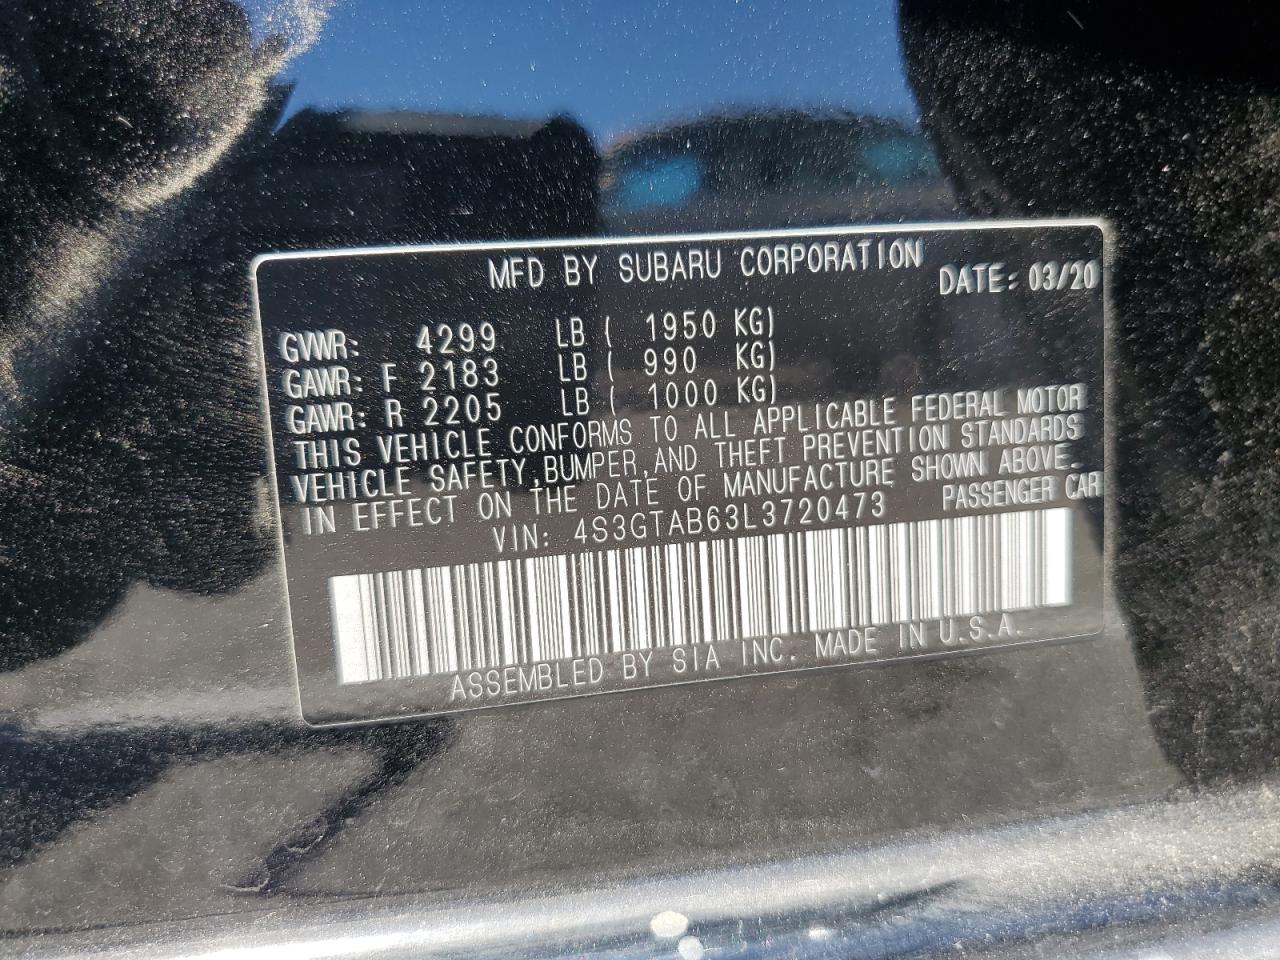 MFD BY SUBARU CORPORATION DATE: 03/20
GVWR: 4299 LB ( 1950 KG)
GAWR: F 2183 LB ( 990 KG)
GAWR: R 2205 LB ( 1000 KG)
THIS VEHICLE CONFORMS TO ALL APPLICABLE FEDERAL MOTOR
VEHICLE SAFETY, BUMPER, AND THEFT PREVENTION STANDARDS
IN EFFECT ON THE DATE OF MANUFACTURE SHOWN ABOVE.
VIN: 4S3GTAB63L3720473 PASSENGER CAR
ASSEMBLED BY SIA INC. MADE IN U.S.A.